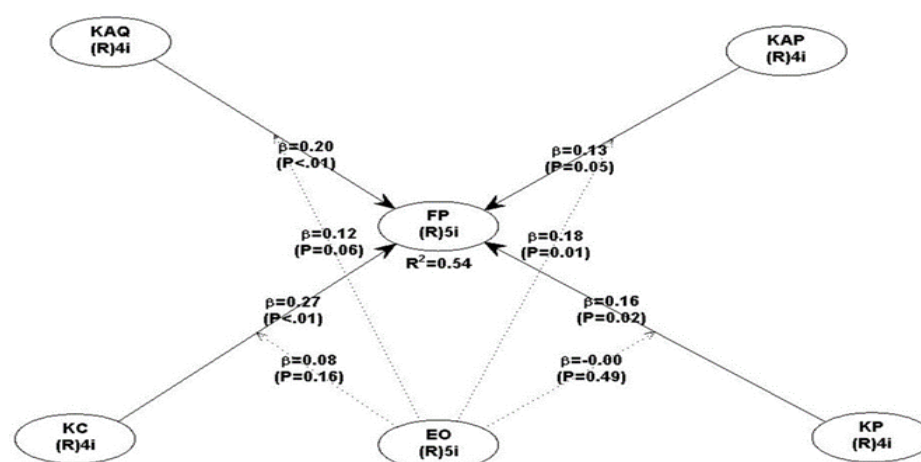 KAQ
(R)4i
KAP
(R)4i
β=0.20
(P<.01)
β=0.13
(P=0.05)
FP
(R)5i
R²=0.54
β=0.12
(P=0.06)
β=0.18
(P=0.01)
β=0.27
(P<.01)
β=0.16
(P=0.02)
β=0.08
(P=0.16)
β=-0.00
(P=0.49)
KC
(R)4i
EO
(R)5i
KP
(R)4i